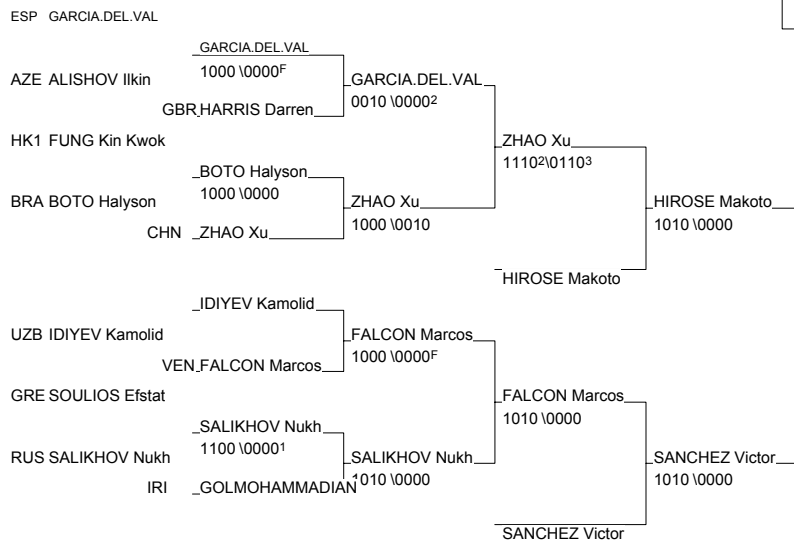 ESP GARCIA.DEL.VAL
GARCIA.DEL.VAL
1000 \0000F
AZE ALISHOV Ilkin
GARCIA.DEL.VAL
0010 \00002
GBR HARRIS Darren
HK1 FUNG Kin Kwok
ZHAO Xu
11102\01103
BOTO Halyson
1000 \0000
BRA BOTO Halyson
ZHAO Xu
1000 \0010
HIROSE Makoto
1010 \0000
CHN ZHAO Xu
HIROSE Makoto
IDIYEV Kamolid
UZB IDIYEV Kamolid
FALCON Marcos
1000 \0000F
VEN FALCON Marcos
GRE SOULIOS Efstat
FALCON Marcos
1010 \0000
SALIKHOV Nukh
1100 \00001
RUS SALIKHOV Nukh
SALIKHOV Nukh
1010 \0000
SANCHEZ Victor
1010 \0000
IRI GOLMOHAMMADIAN
SANCHEZ Victor